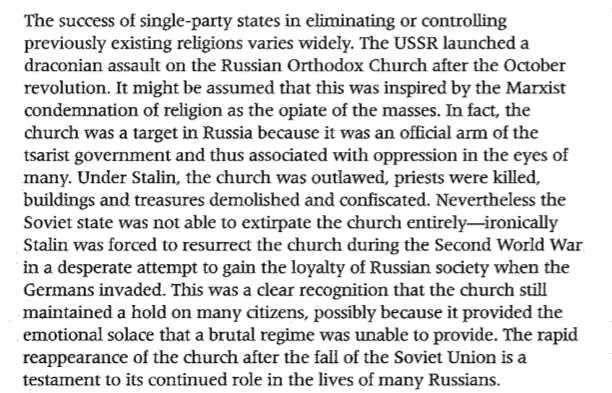 The success of single-party states in eliminating or controlling
previously existing religions varies widely. The USSR launched a
draconian assault on the Russian Orthodox Church after the October
revolution. It might be assumed that this was inspired by the Marxist
condemnation of religion as the opiate of the masses. In fact, the
church was a target in Russia because it was an official arm of the
tsarist government and thus associated with oppression in the eyes of
many. Under Stalin, the church was outlawed, priests were killed,
buildings and treasures demolished and confiscated. Nevertheless the
Soviet state was not able to extirpate the church entirely—ironically
Stalin was forced to resurrect the church during the Second World War
in a desperate attempt to gain the loyalty of Russian society when the
Germans invaded. This was a clear recognition that the church still
maintained a hold on many citizens, possibly because it provided the
emotional solace that a brutal regime was unable to provide. The rapid
reappearance of the church after the fall of the Soviet Union is a
testament to its continued role in the lives of many Russians.